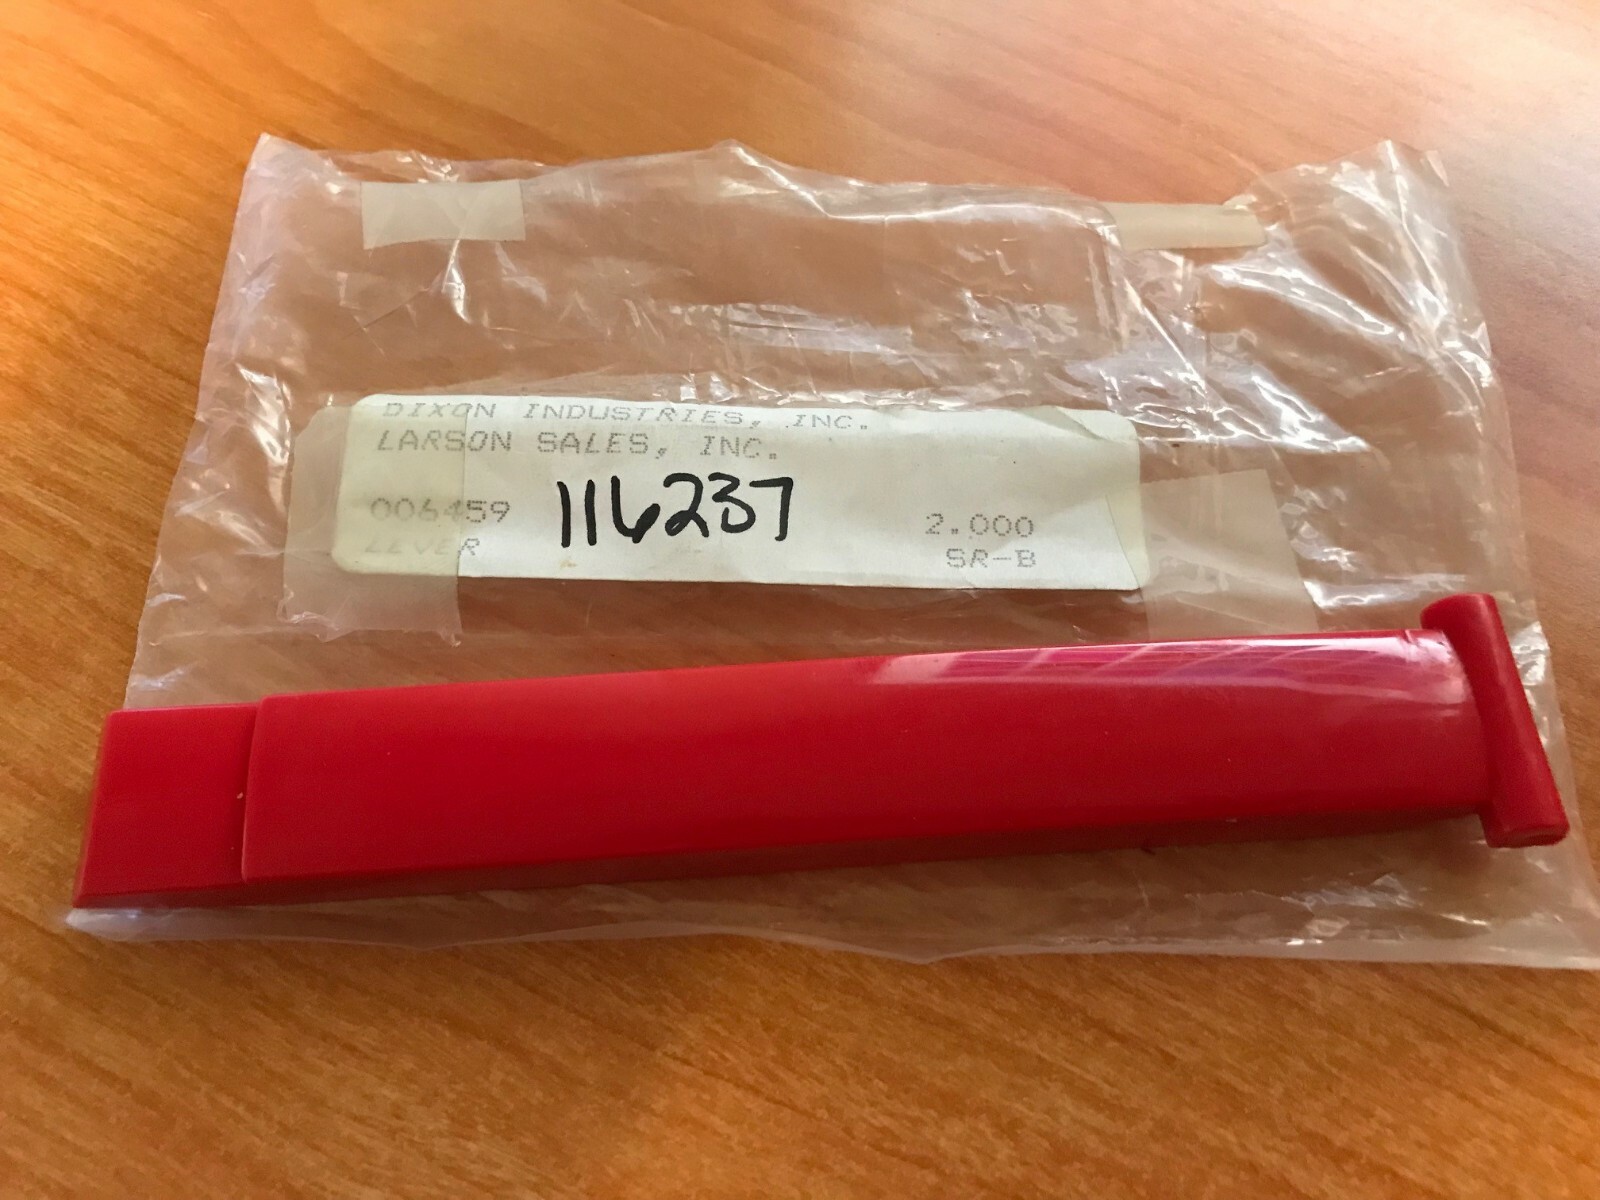 DIXON INDUSTRIES, INC.
LARSON SALES, INC.
006459 116237 2.000
LEVER SR-B